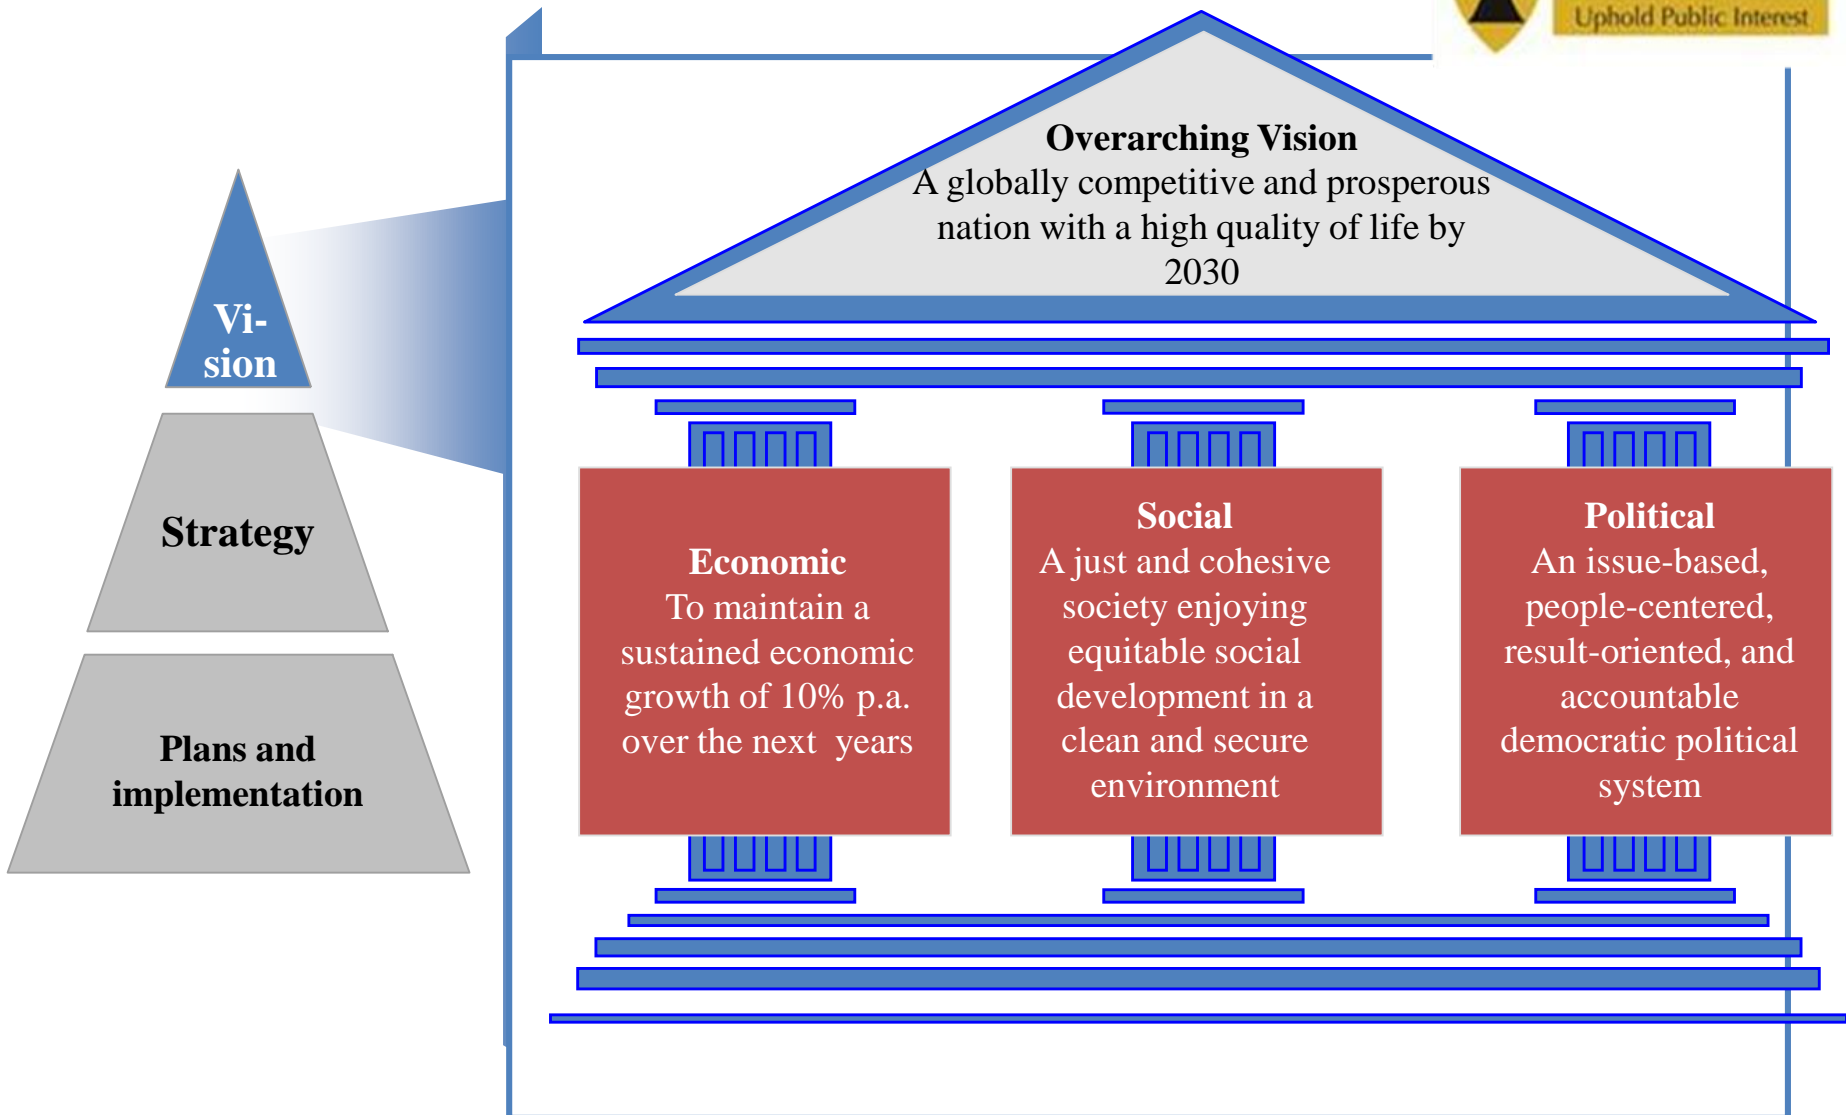 Uphold Public Interest
Overarching Vision
A globally competitive and prosperous
nation with a high quality of life by
2030
Vi-
sion
Strategy
Plans and
implementation
Economic
To maintain a
sustained economic
growth of 10% p.a.
over the next  years
Social
A just and cohesive
society enjoying
equitable social
development in a
clean and secure
environment
Political
An issue-based,
people-centered,
result-oriented, and
accountable
democratic political
system